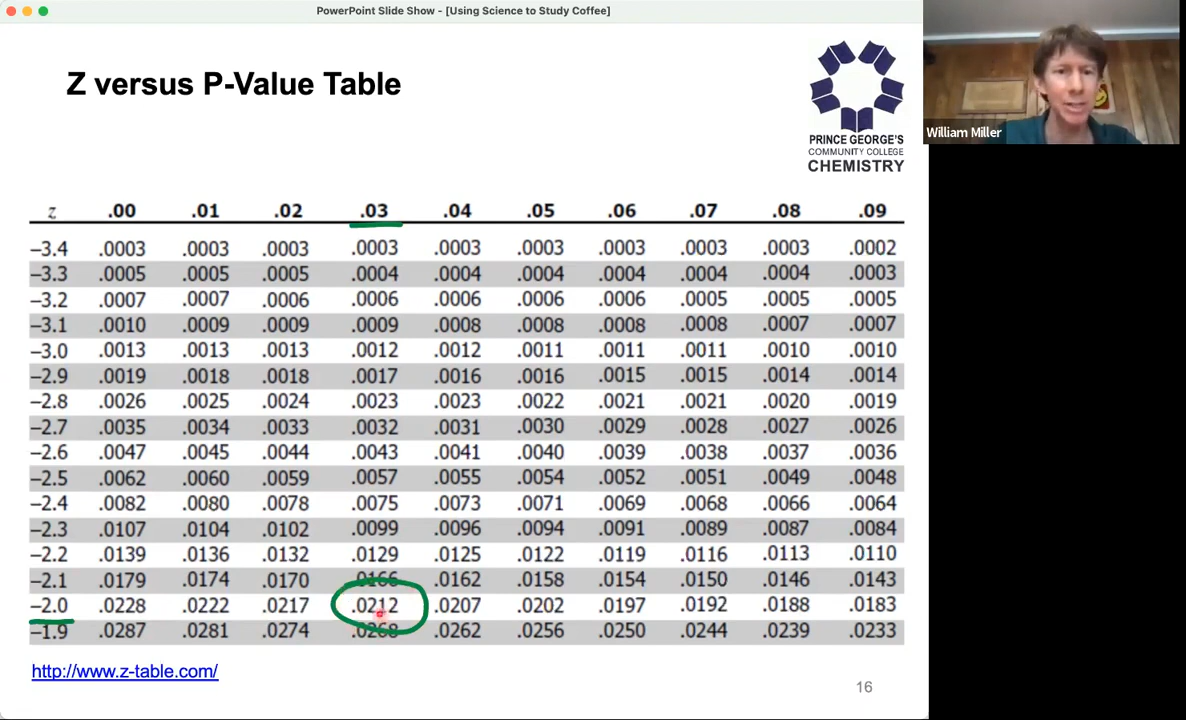 PowerPoint Slide Show - [Using Science to Study Coffee]
Z versus P-Value Table
PRINCE GEORGE'S
COMMUNITY COLLEGE
CHEMISTRY
William Miller
z .00 .01 .02 .03 .04 .05 .06 .07 .08 .09
–3.4 .0003 .0003 .0003 .0003 .0003 .0003 .0003 .0003 .0003 .0002
–3.3 .0005 .0005 .0005 .0004 .0004 .0004 .0004 .0004 .0004 .0003
–3.2 .0007 .0007 .0006 .0006 .0006 .0006 .0006 .0005 .0005 .0005
–3.1 .0010 .0009 .0009 .0009 .0008 .0008 .0008 .0008 .0007 .0007
–3.0 .0013 .0013 .0013 .0012 .0012 .0011 .0011 .0011 .0010 .0010
–2.9 .0019 .0018 .0018 .0017 .0016 .0016 .0015 .0015 .0014 .0014
–2.8 .0026 .0025 .0024 .0023 .0023 .0022 .0021 .0021 .0020 .0019
–2.7 .0035 .0034 .0033 .0032 .0031 .0030 .0029 .0028 .0027 .0026
–2.6 .0047 .0045 .0044 .0043 .0041 .0040 .0039 .0038 .0037 .0036
–2.5 .0062 .0060 .0059 .0057 .0055 .0054 .0052 .0051 .0049 .0048
–2.4 .0082 .0080 .0078 .0075 .0073 .0071 .0069 .0068 .0066 .0064
–2.3 .0107 .0104 .0102 .0099 .0096 .0094 .0091 .0089 .0087 .0084
–2.2 .0139 .0136 .0132 .0129 .0125 .0122 .0119 .0116 .0113 .0110
–2.1 .0179 .0174 .0170 .0166 .0162 .0158 .0154 .0150 .0146 .0143
–2.0 .0228 .0222 .0217 .0212 .0207 .0202 .0197 .0192 .0188 .0183
–1.9 .0287 .0281 .0274 .0268 .0262 .0256 .0250 .0244 .0239 .0233
http://www.z-table.com/
16